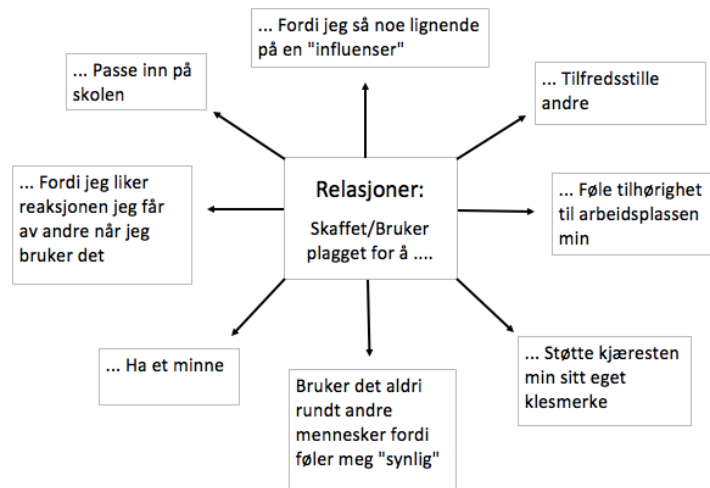 ... Fordi jeg så noe lignende
på en "influenser"
... Passe inn på
skolen
... Tilfredsstille
andre
... Fordi jeg liker
reaksjonen jeg får
av andre når jeg
bruker det
Relasjoner:
Skaffet/Bruker
plagget for å ....
... Føle tilhørighet
til arbeidsplassen
min
... Ha et minne
Bruker det aldri
rundt andre
mennesker fordi
føler meg "synlig"
... Støtte kjæresten
min sitt eget
klesmerke